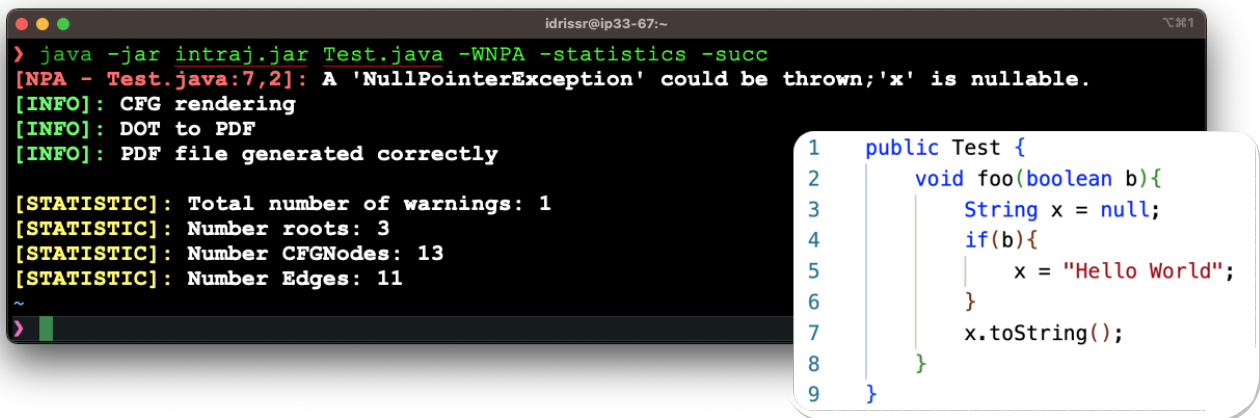 idrissr@ip33-67:~
⌥⌘1
❯ java -jar intraj.jar Test.java -WNPA -statistics -succ
[NPA - Test.java:7,2]: A 'NullPointerException' could be thrown;'x' is nullable.
[INFO]: CFG rendering
[INFO]: DOT to PDF
[INFO]: PDF file generated correctly
[STATISTIC]: Total number of warnings: 1
[STATISTIC]: Number roots: 3
[STATISTIC]: Number CFGNodes: 13
[STATISTIC]: Number Edges: 11
~
❯
1 public Test {
2 void foo(boolean b){
3 String x = null;
4 if(b){
5 x = "Hello World";
6 }
7 x.toString();
8 }
9 }